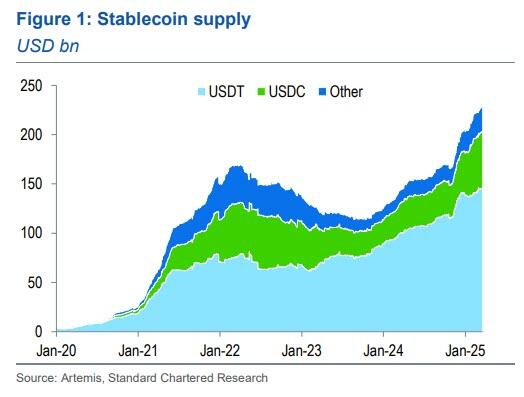 Figure 1: Stablecoin supply
USD bn
USDT USDC Other
250
200
150
100
50
0
Jan-20 Jan-21 Jan-22 Jan-23 Jan-24 Jan-25
Source: Artemis, Standard Chartered Research